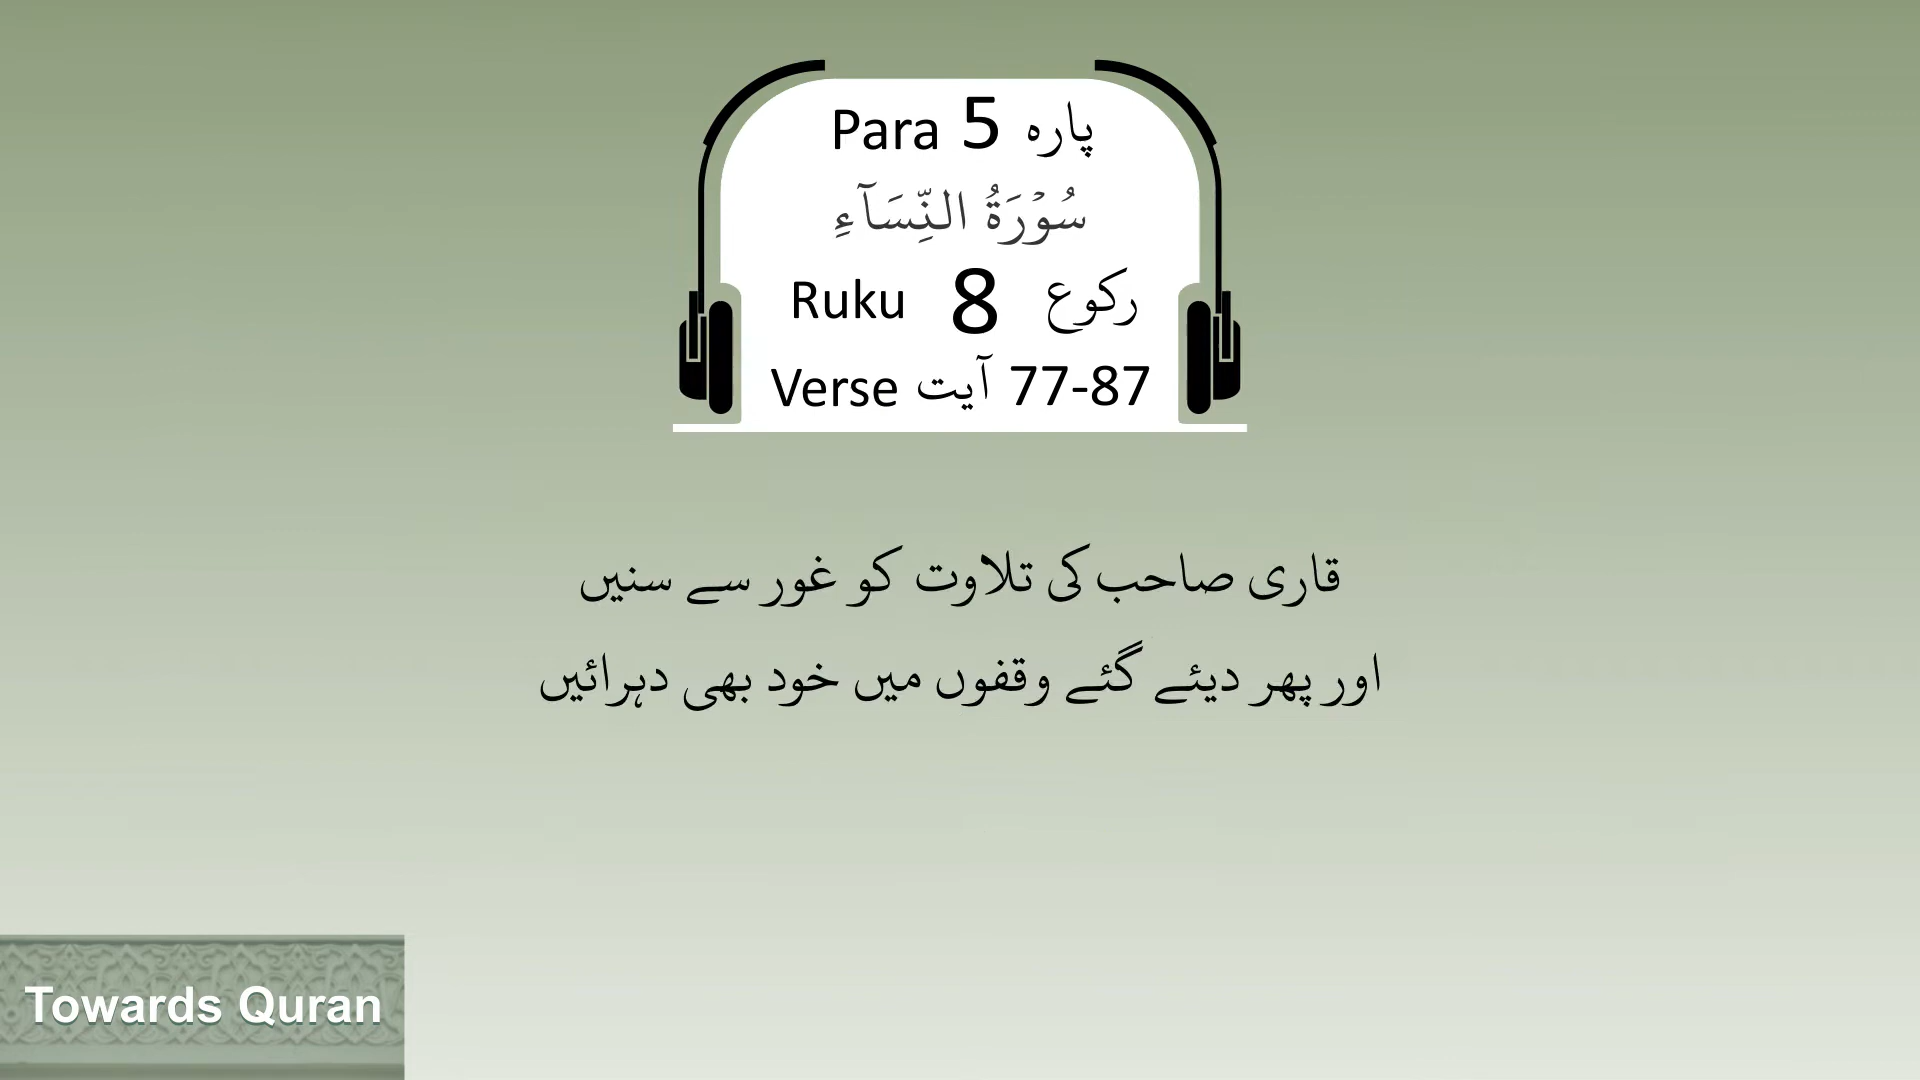 Para 5 پارہ
سُوْرَةُ النِّسَآءِ
Ruku 8 رکوع
Verse آیت 77-87
قاری صاحب کی تلاوت کو غور سے سنیں
اور پھر دیئے گئے وقفوں میں خود بھی دہرائیں
Towards Quran